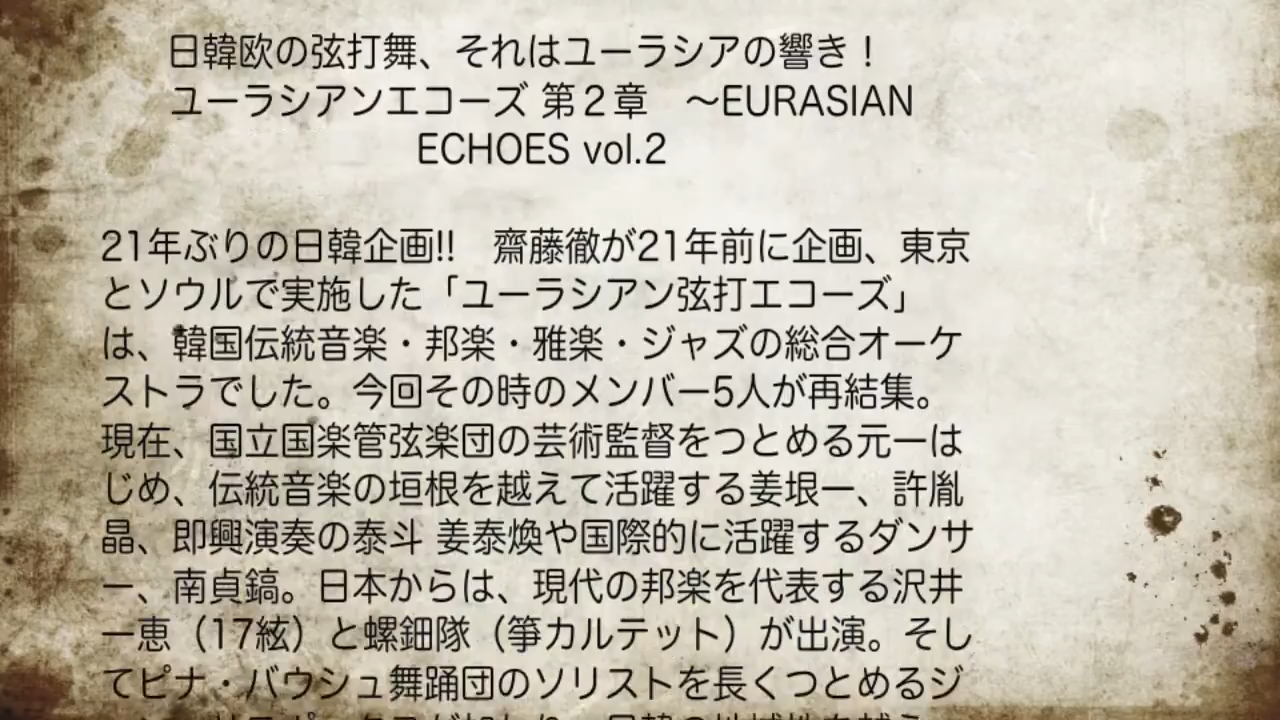 日韓欧の弦打舞、それはユーラシアの響き！
ユーラシアンエコーズ 第２章　～EURASIAN
ECHOES vol.2
21年ぶりの日韓企画!!　齋藤徹が21年前に企画、東京
とソウルで実施した「ユーラシアン弦打エコーズ」
は、韓国伝統音楽・邦楽・雅楽・ジャズの総合オーケ
ストラでした。今回その時のメンバー5人が再結集。
現在、国立国楽管弦楽団の芸術監督をつとめる元一は
じめ、伝統音楽の垣根を越えて活躍する姜垠一、許胤
晶、即興演奏の泰斗 姜泰煥や国際的に活躍するダンサ
ー、南貞鎬。日本からは、現代の邦楽を代表する沢井
一恵（17絃）と螺鈿隊（箏カルテット）が出演。そし
てピナ・バウシュ舞踊団のソリストを長くつとめるジ